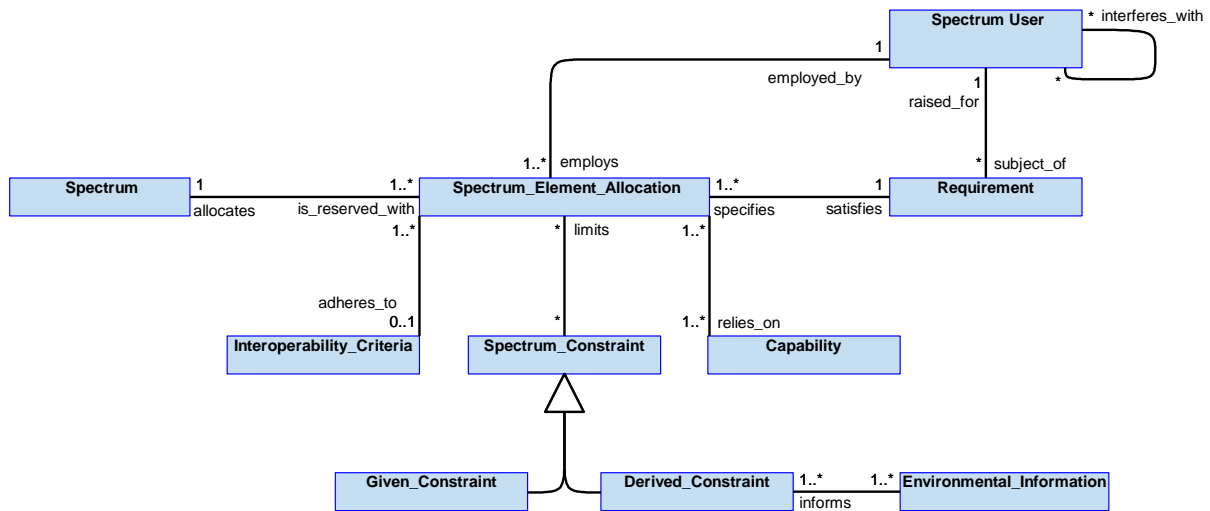 Spectrum User
* interferes_with
1
employed_by
*
1
raised_for
1..* employs
* subject_of
Spectrum
1
allocates
1..*
is_reserved_with
Spectrum_Element_Allocation
1..*
specifies
1
satisfies
Requirement
1..*
* limits
1..*
adheres_to
0..1
*
1..* relies_on
Interoperability_Criteria
Spectrum_Constraint
Capability
Given_Constraint
Derived_Constraint
1..*
informs
1..*
Environmental_Information